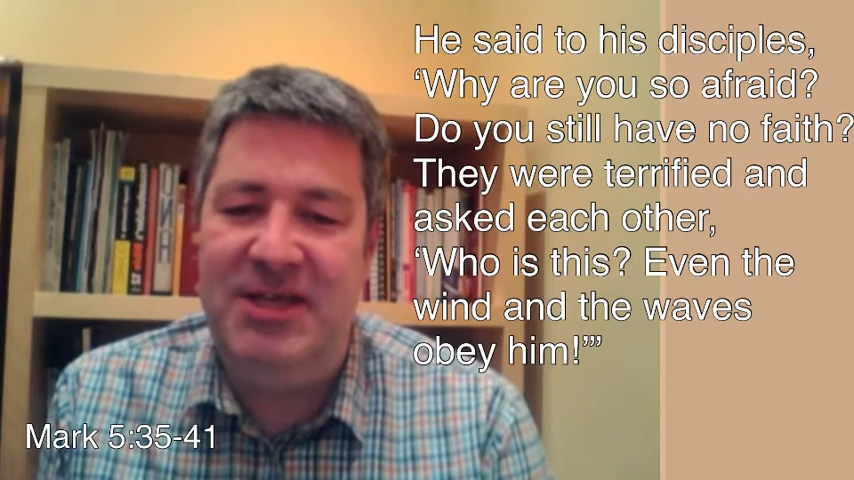 He said to his disciples,
‘Why are you so afraid?
Do you still have no faith?
They were terrified and
asked each other,
‘Who is this? Even the
wind and the waves
obey him!’”
Mark 5:35-41